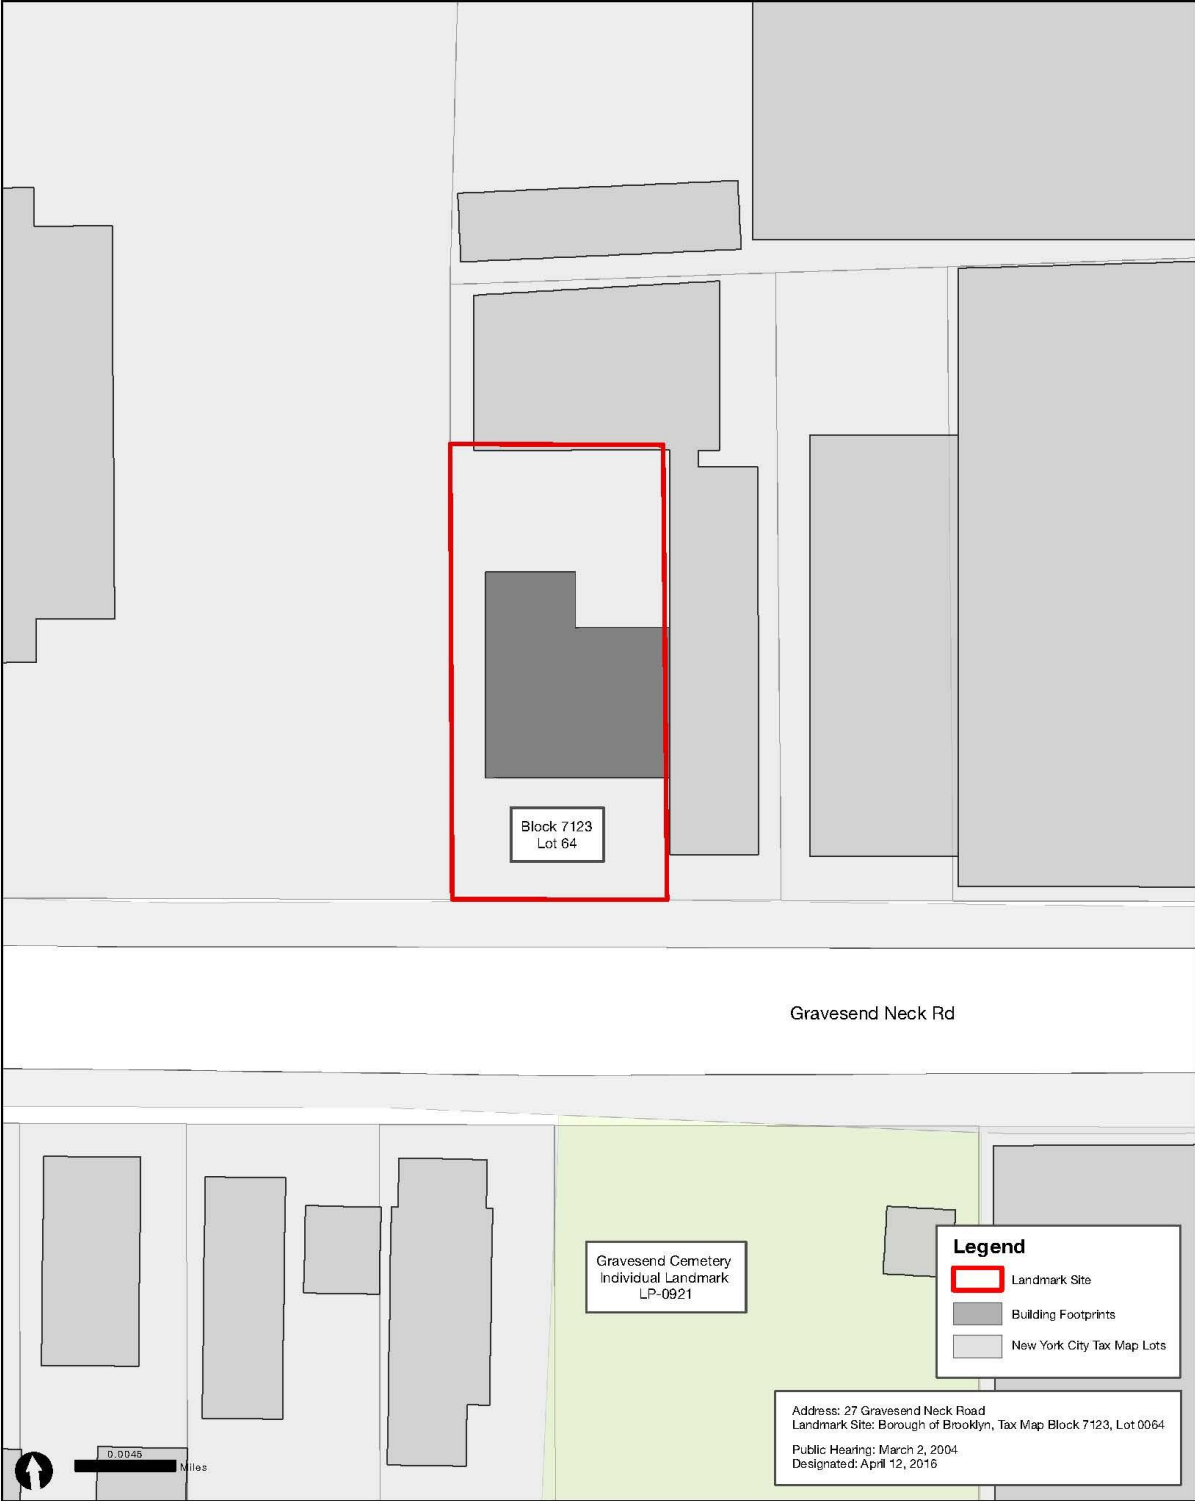 Block 7123
Lot 64
Gravesend Neck Rd
Gravesend Cemetery
Individual Landmark
LP-0921
Legend
Landmark Site
Building Footprints
New York City Tax Map Lots
Address: 27 Gravesend Neck Road
Landmark Site: Borough of Brooklyn, Tax Map Block 7123, Lot 0064
Public Hearing: March 2, 2004
Designated: April 12, 2016
0.0045
Miles